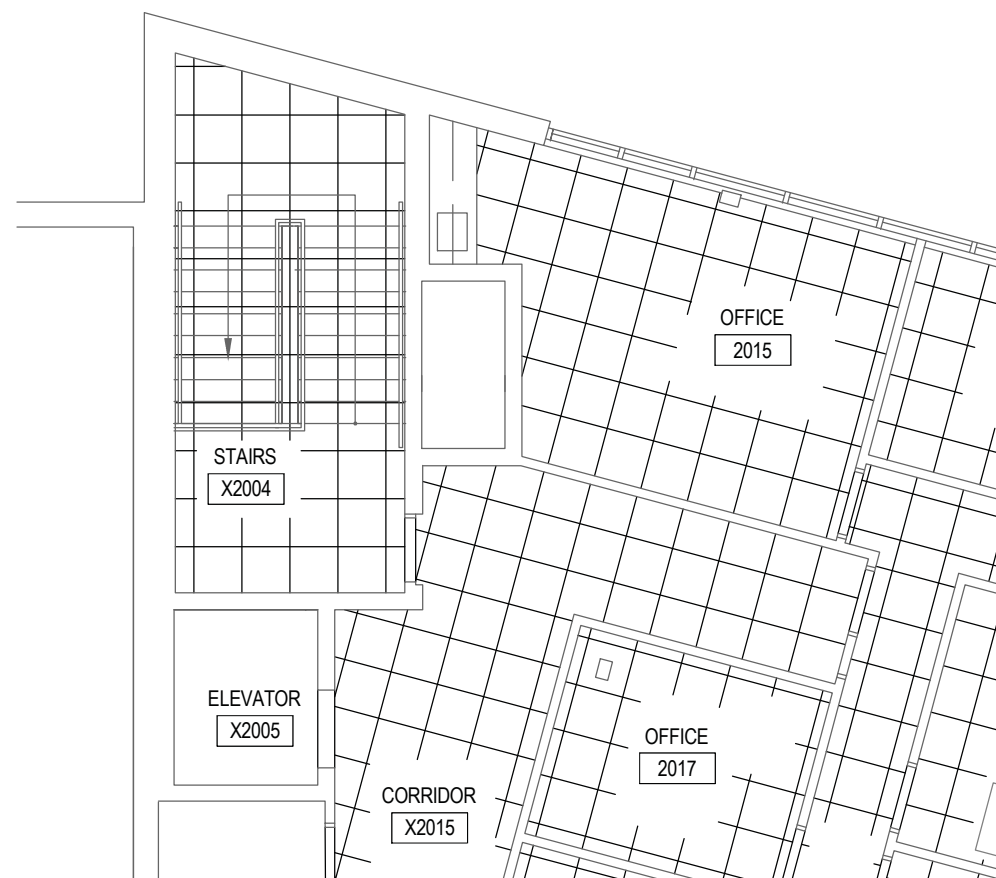 OFFICE
2015
STAIRS
X2004
ELEVATOR
X2005
OFFICE
2017
CORRIDOR
X2015